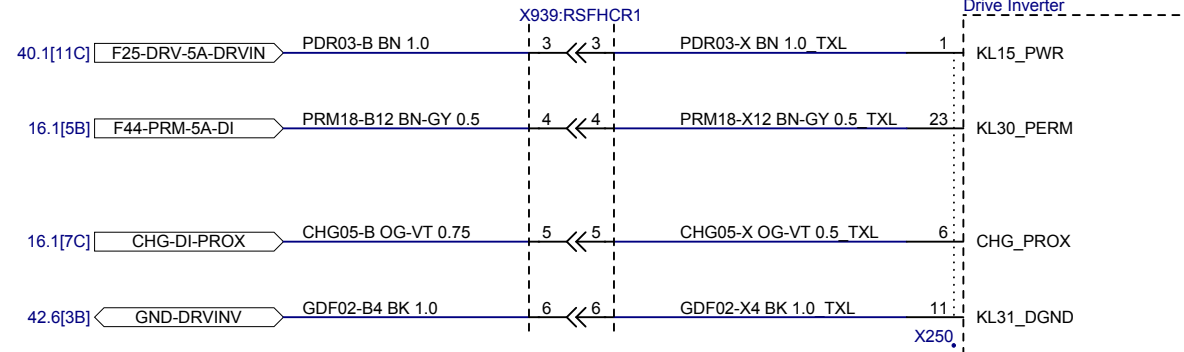 Drive Inverter
X939:RSFHCR1
40.1[11C] F25-DRV-5A-DRVIN PDR03-B BN 1.0 3 3 PDR03-X BN 1.0_TXL 1 KL15_PWR
16.1[5B] F44-PRM-5A-DI PRM18-B12 BN-GY 0.5 4 4 PRM18-X12 BN-GY 0.5_TXL 23 KL30_PERM
16.1[7C] CHG-DI-PROX CHG05-B OG-VT 0.75 5 5 CHG05-X OG-VT 0.5_TXL 6 CHG_PROX
42.6[3B] GND-DRVINV GDF02-B4 BK 1.0 6 6 GDF02-X4 BK 1.0_TXL 11 KL31_DGND
X250